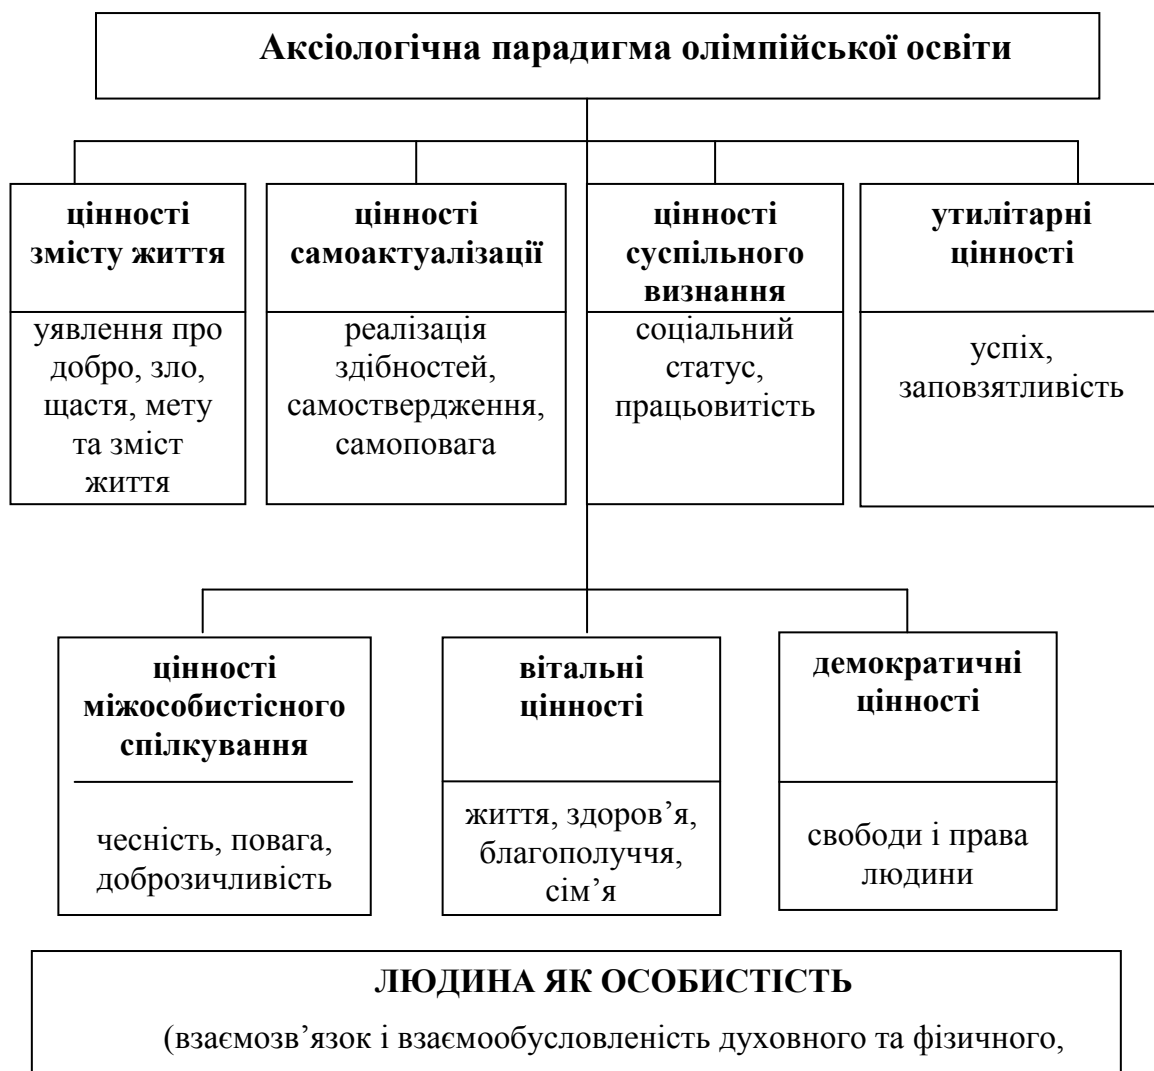 Аксіологічна парадигма олімпійської освіти
цінності
змісту життя
уявлення про
добро, зло,
щастя, мету
та зміст
життя
цінності
самоактуалізації
реалізація
здібностей,
самоствердження,
самоповага
цінності
суспільного
визнання
соціальний
статус,
працьовитість
утилітарні
цінності
успіх,
заповзятливість
цінності
міжособистісного
спілкування
чесність, повага,
доброзичливість
вітальні
цінності
життя, здоров’я,
благополуччя,
сім’я
демократичні
цінності
свободи і права
людини
ЛЮДИНА ЯК ОСОБИСТІСТЬ
(взаємозв’язок і взаємообусловленість духовного та фізичного,